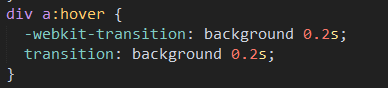 div a:hover {
-webkit-transition: background 0.2s;
transition: background 0.2s;
}